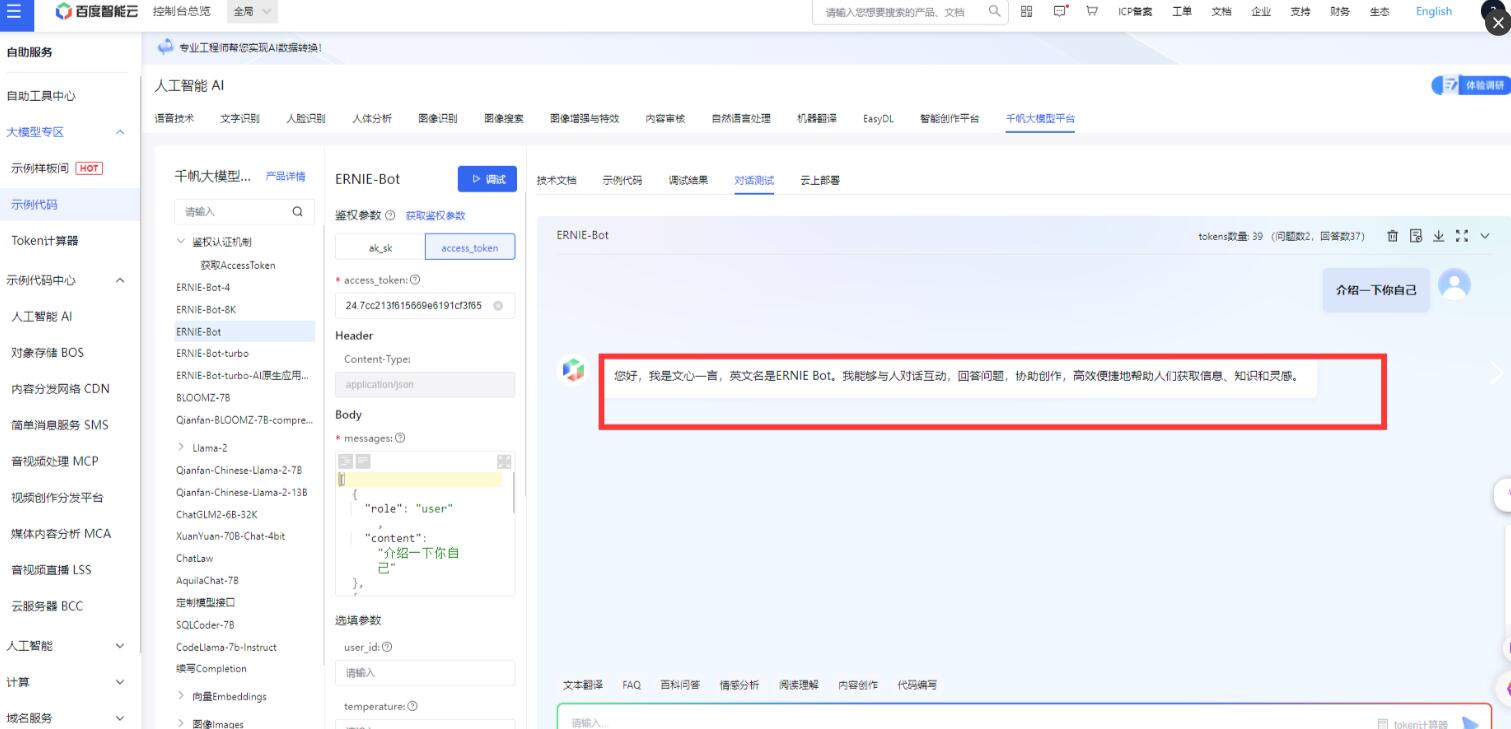 百度智能云 控制台总览 全局 请输入您想要搜索的产品、文档 ICP备案 工单 文档 企业 支持 财务 生态 English
自助服务
自助工具中心
大模型专区
示例样板间 HOT
示例代码
Token计算器
示例代码中心
人工智能 AI
对象存储 BOS
内容分发网络 CDN
简单消息服务 SMS
音视频处理 MCP
视频创作分发平台
媒体内容分析 MCA
音视频直播 LSS
云服务器 BCC
人工智能
计算
域名服务
专业工程师帮您实现AI数据转换!
人工智能 AI
体验调研
语音技术 文字识别 人脸识别 人体分析 图像识别 图像搜索 图像增强与特效 内容审核 自然语言处理 机器翻译 EasyDL 智能创作平台 千帆大模型平台
千帆大模型... 产品详情
请输入
鉴权认证机制
获取AccessToken
ERNIE-Bot-4
ERNIE-Bot-8K
ERNIE-Bot
ERNIE-Bot-turbo
ERNIE-Bot-turbo-AI原生应用...
BLOOMZ-7B
Qianfan-BLOOMZ-7B-compre...
Llama-2
Qianfan-Chinese-Llama-2-7B
Qianfan-Chinese-Llama-2-13B
ChatGLM2-6B-32K
XuanYuan-70B-Chat-4bit
ChatLaw
AquilaChat-7B
定制模型接口
SQLCoder-7B
CodeLlama-7b-Instruct
续写Completion
向量Embeddings
图像Images
ERNIE-Bot 调试
鉴权参数 获取鉴权参数
ak_sk access_token
* access_token:
24.7cc213f615669e6191cf3f65
Header
Content-Type:
application/json
Body
* messages:
[
{
"role": "user"
,
"content":
"介绍一下你自
己"
},
选填参数
user_id:
请输入
temperature:
技术文档 示例代码 调试结果 对话测试 云上部署
ERNIE-Bot tokens数量: 39 (问题数2, 回答数37)
介绍一下你自己
您好，我是文心一言，英文名是ERNIE Bot。我能够与人对话互动，回答问题，协助创作，高效便捷地帮助人们获取信息、知识和灵感。
文本翻译 FAQ 百科问答 情感分析 阅读理解 内容创作 代码编写
请输入... token计算器